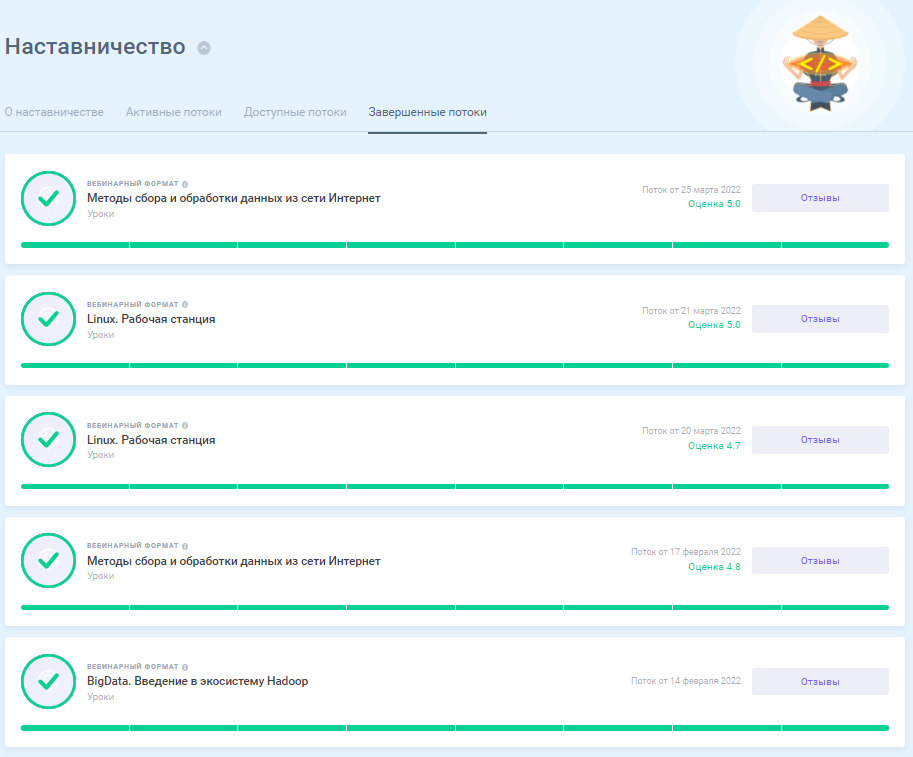 Наставничество
</>
О наставничестве Активные потоки Доступные потоки Завершенные потоки
ВЕБИНАРНЫЙ ФОРМАТ
Методы сбора и обработки данных из сети Интернет
Уроки
Поток от 25 марта 2022
Оценка 5.0
Отзывы
ВЕБИНАРНЫЙ ФОРМАТ
Linux. Рабочая станция
Уроки
Поток от 21 марта 2022
Оценка 5.0
Отзывы
ВЕБИНАРНЫЙ ФОРМАТ
Linux. Рабочая станция
Уроки
Поток от 20 марта 2022
Оценка 4.7
Отзывы
ВЕБИНАРНЫЙ ФОРМАТ
Методы сбора и обработки данных из сети Интернет
Уроки
Поток от 17 февраля 2022
Оценка 4.8
Отзывы
ВЕБИНАРНЫЙ ФОРМАТ
BigData. Введение в экосистему Hadoop
Уроки
Поток от 14 февраля 2022
Отзывы